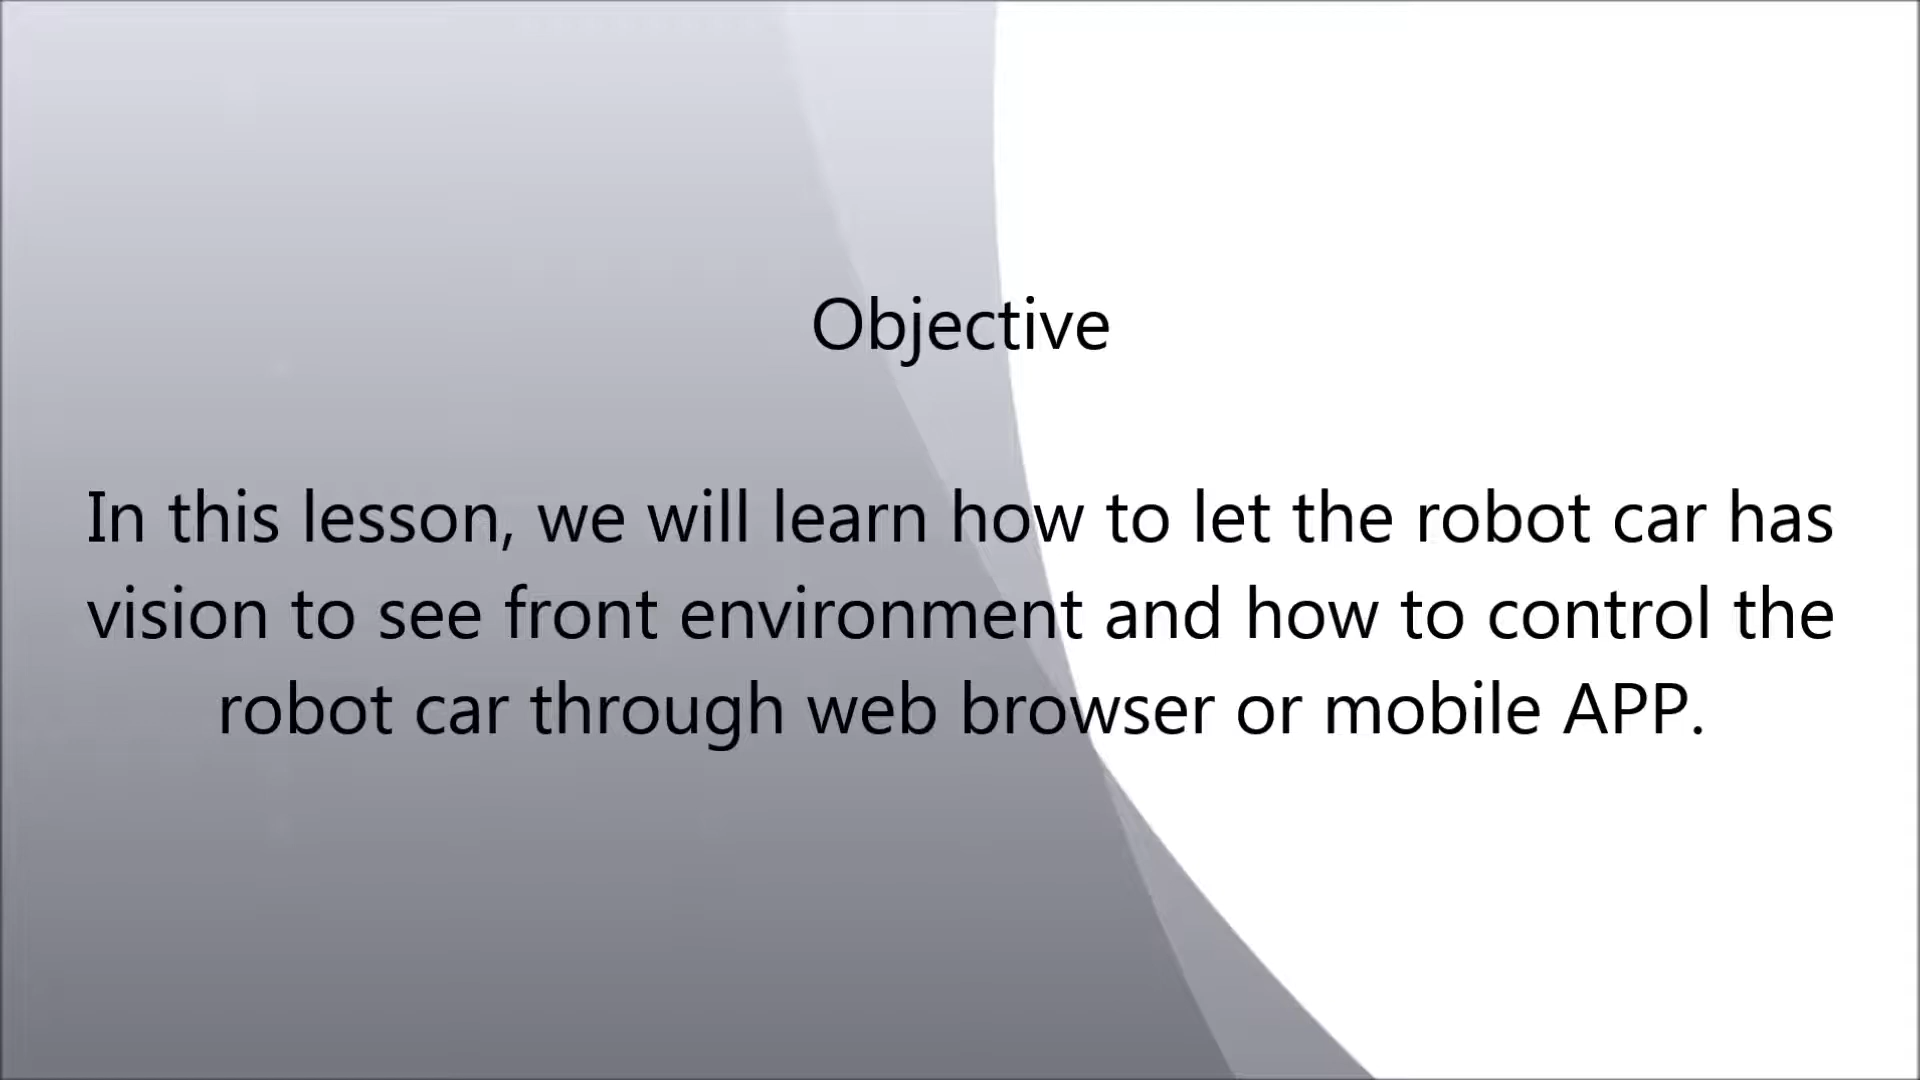 Objective
In this lesson, we will learn how to let the robot car has
vision to see front environment and how to control the
robot car through web browser or mobile APP.